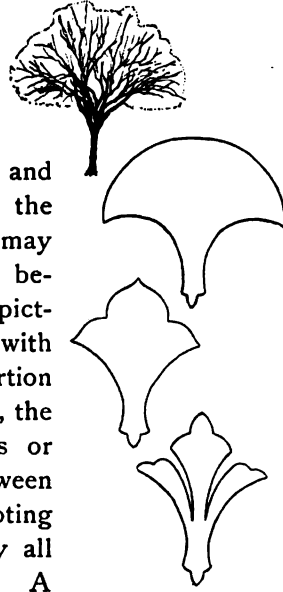 and
the
may
be-
pict-
with
rtion
, the
s or
ween
oting
y all
A